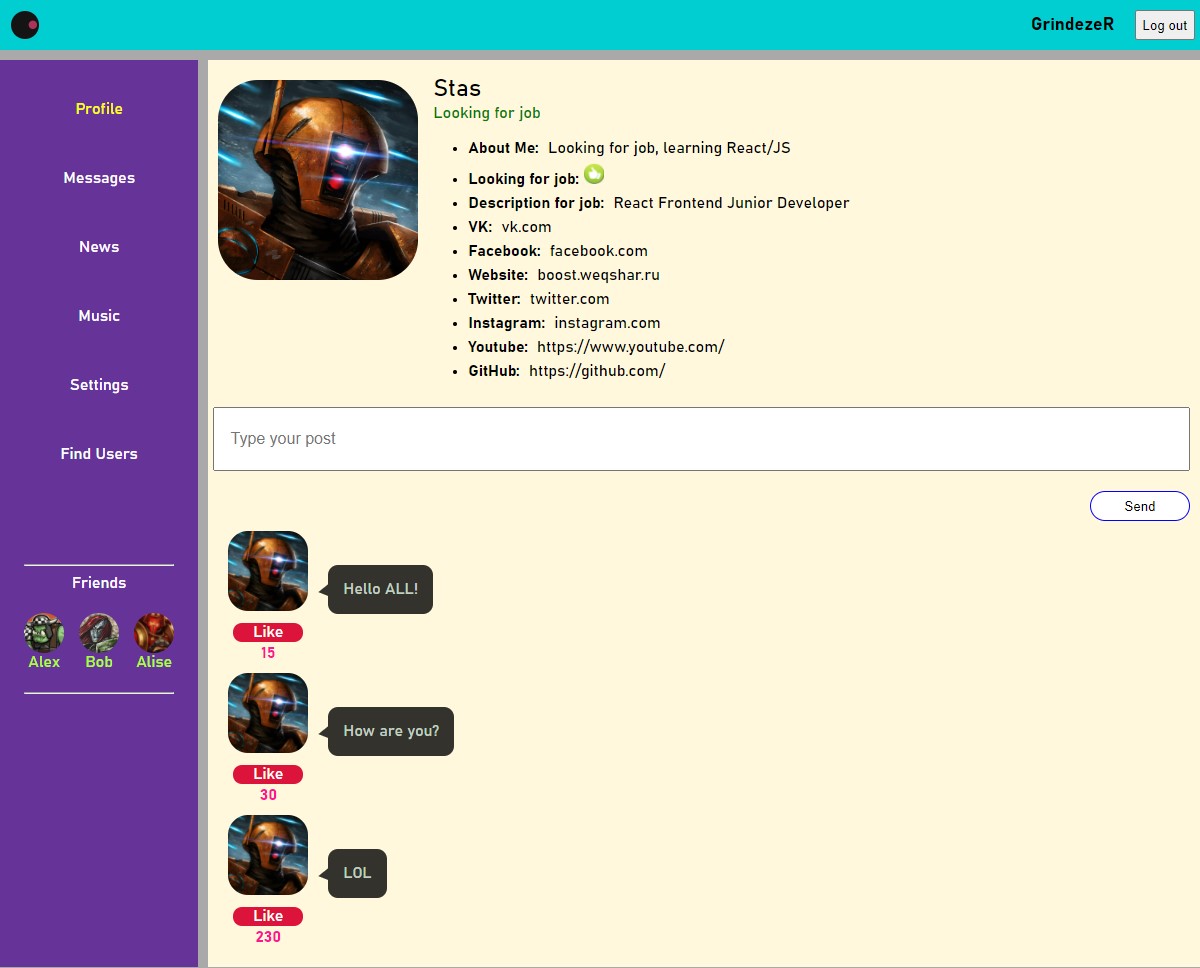 GrindezeR
Log out
Profile
Messages
News
Music
Settings
Find Users
Friends
Alex Bob Alise
Stas
Looking for job
About Me: Looking for job, learning React/JS
Looking for job:
Description for job: React Frontend Junior Developer
VK: vk.com
Facebook: facebook.com
Website: boost.weqshar.ru
Twitter: twitter.com
Instagram: instagram.com
Youtube: https://www.youtube.com/
GitHub: https://github.com/
Type your post
Send
Hello ALL!
Like
15
How are you?
Like
30
LOL
Like
230